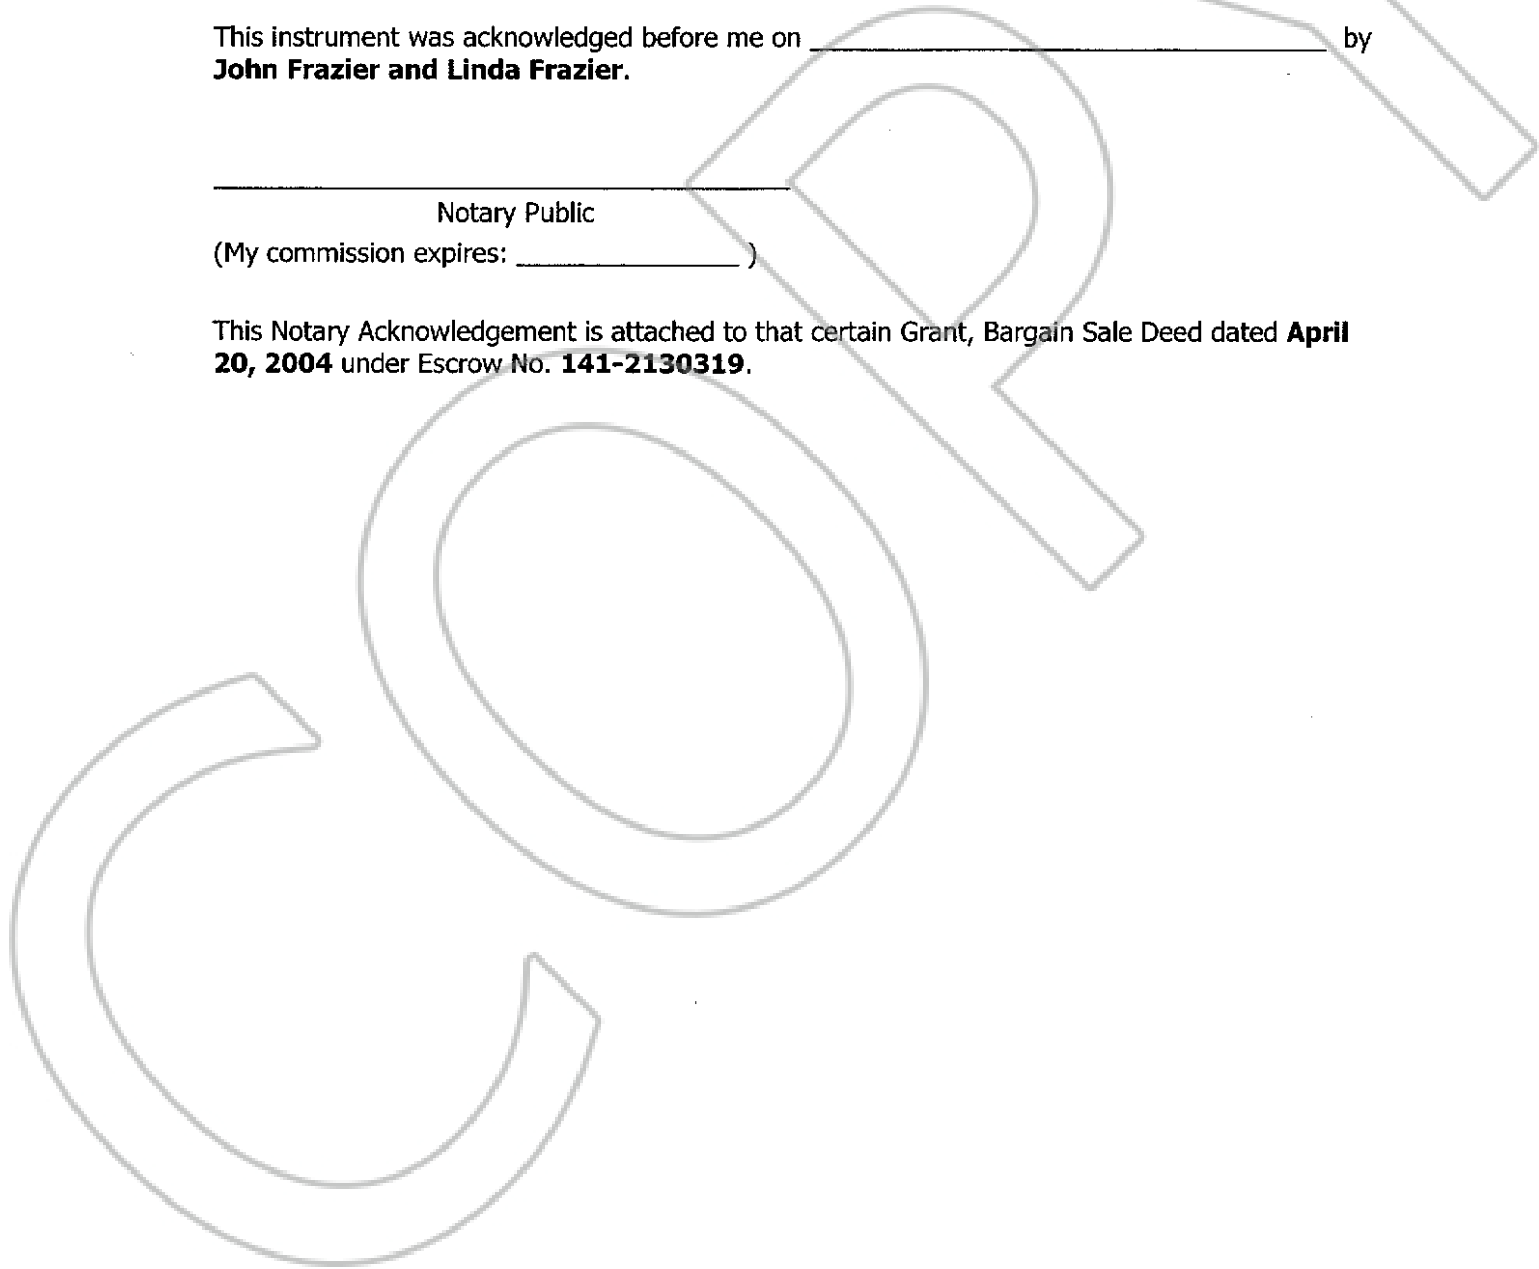 This instrument was acknowledged before me on ______________________ by
John Frazier and Linda Frazier.
Notary Public
(My commission expires: ______________ )
This Notary Acknowledgement is attached to that certain Grant, Bargain Sale Deed dated April
20, 2004 under Escrow No. 141-2130319.
COPY